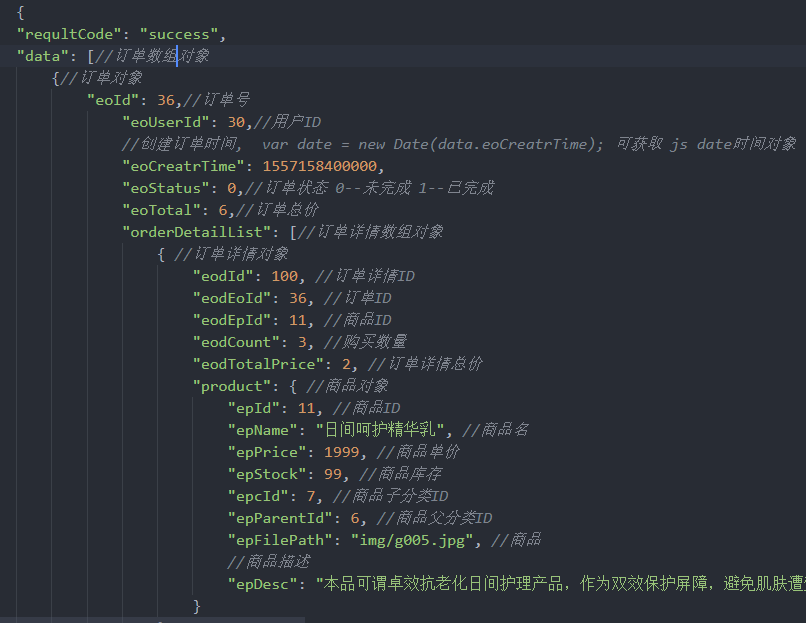 {
"requltCode": "success",
"data": [//订单数组对象
{//订单对象
"eoId": 36,//订单号
"eoUserId": 30,//用户ID
//创建订单时间, var date = new Date(data.eoCreatrTime); 可获取 js date时间对象
"eoCreatrTime": 1557158400000,
"eoStatus": 0,//订单状态 0--未完成 1--已完成
"eoTotal": 6,//订单总价
"orderDetailList": [//订单详情数组对象
{ //订单详情对象
"eodId": 100, //订单详情ID
"eodEoId": 36, //订单ID
"eodEpId": 11, //商品ID
"eodCount": 3, //购买数量
"eodTotalPrice": 2, //订单详情总价
"product": { //商品对象
"epId": 11, //商品ID
"epName": "日间呵护精华乳", //商品名
"epPrice": 1999, //商品单价
"epStock": 99, //商品库存
"epcId": 7, //商品子分类ID
"epParentId": 6, //商品父分类ID
"epFilePath": "img/g005.jpg", //商品
//商品描述
"epDesc": "本品可谓卓效抗老化日间护理产品，作为双效保护屏障，避免肌肤遭
}